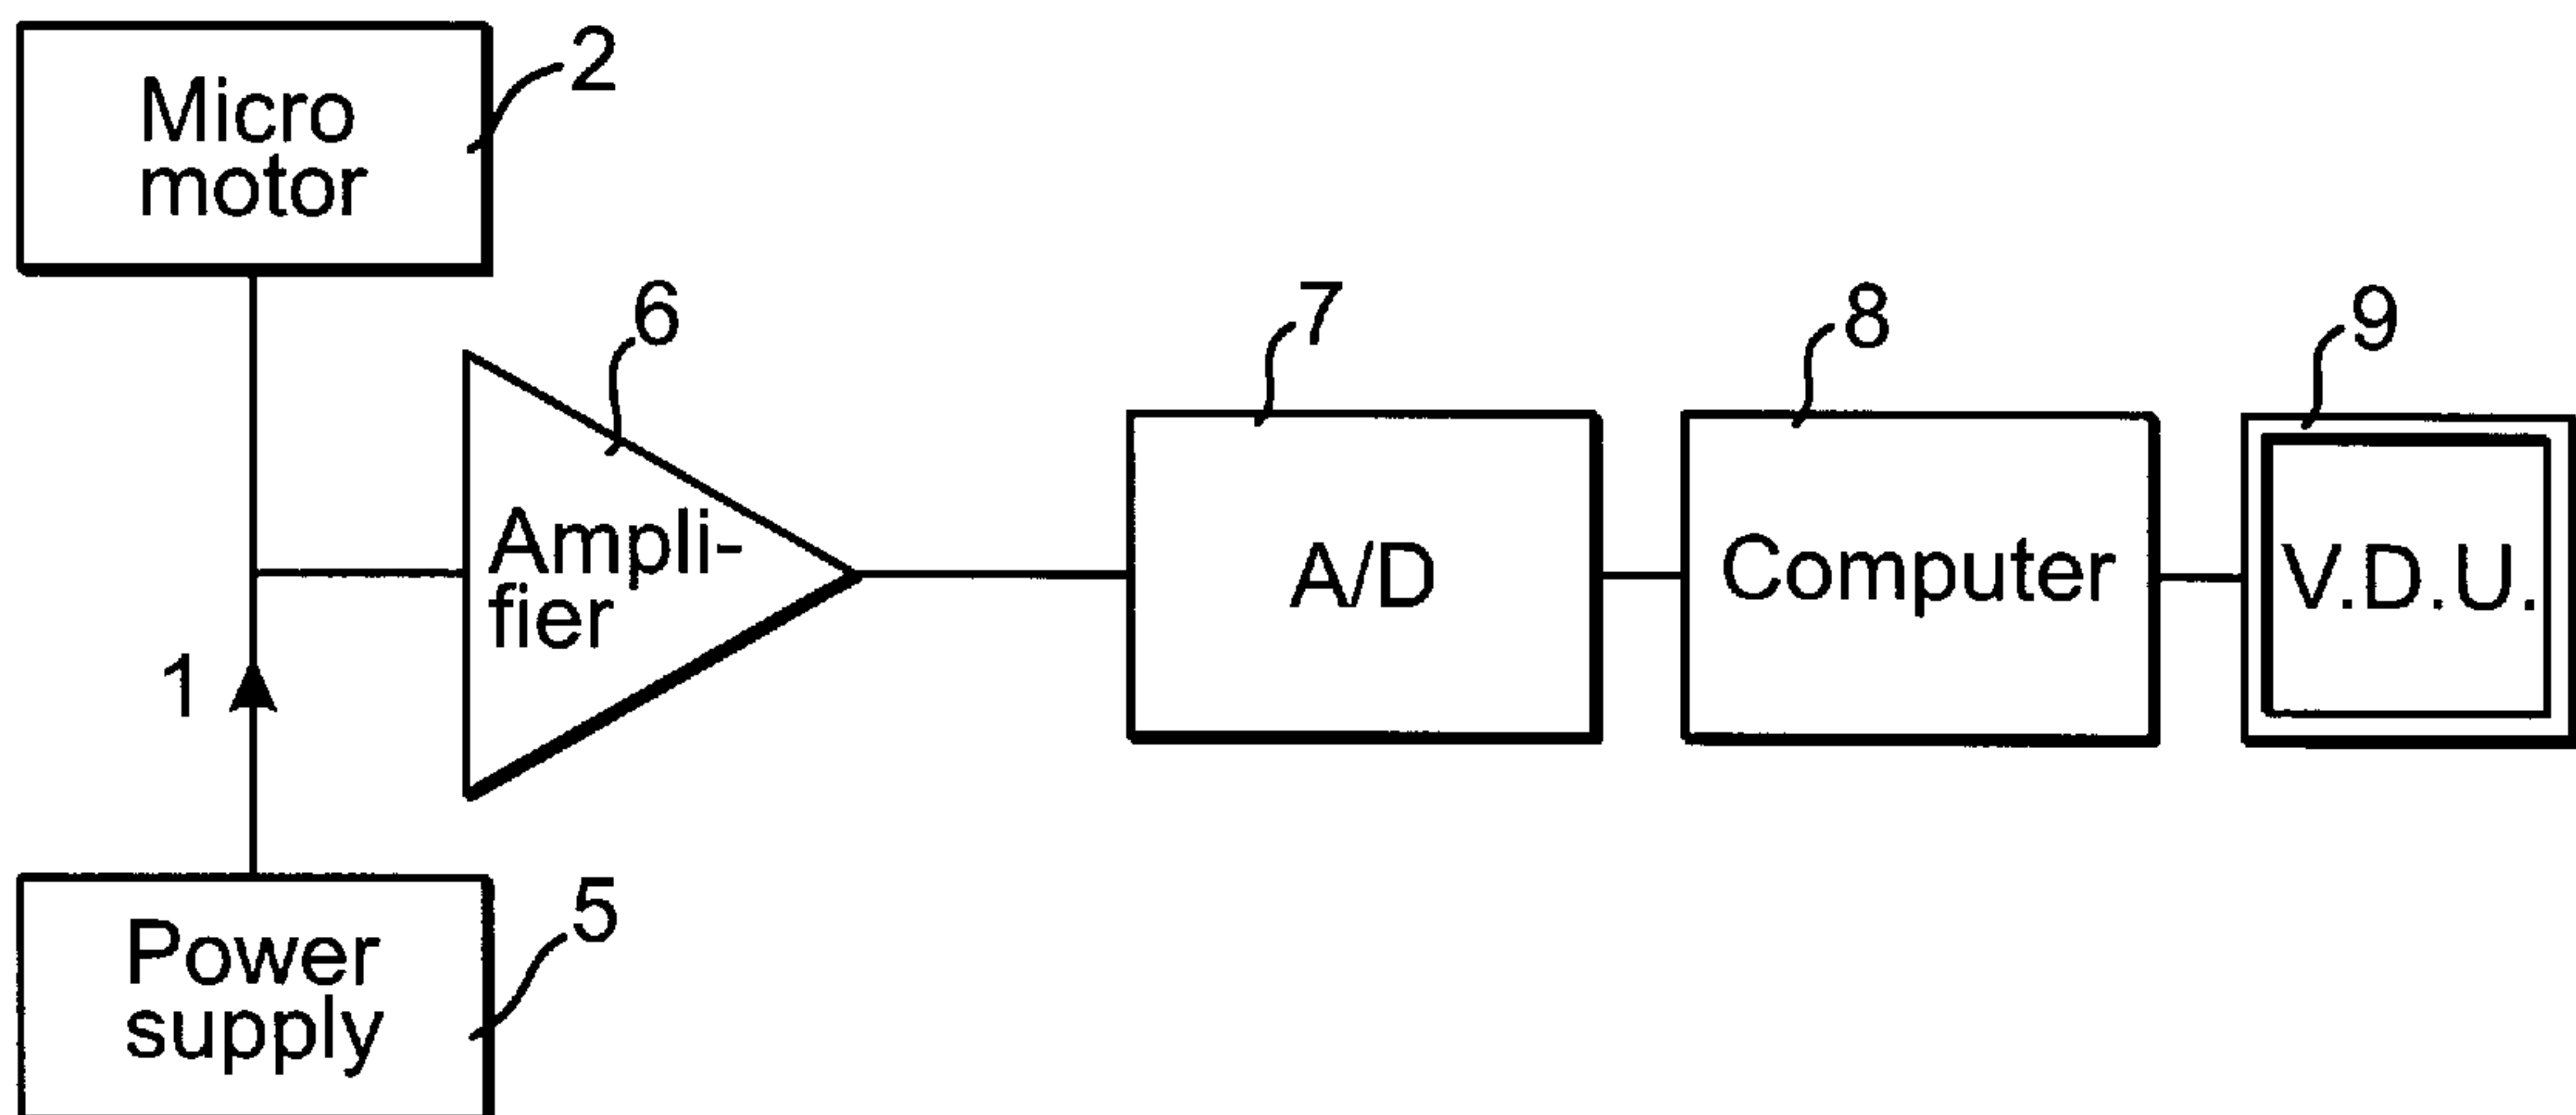 Micro
motor
2
6
7
8
9
Ampli-
fier
A/D
Computer
V.D.U.
1
Power
supply
5